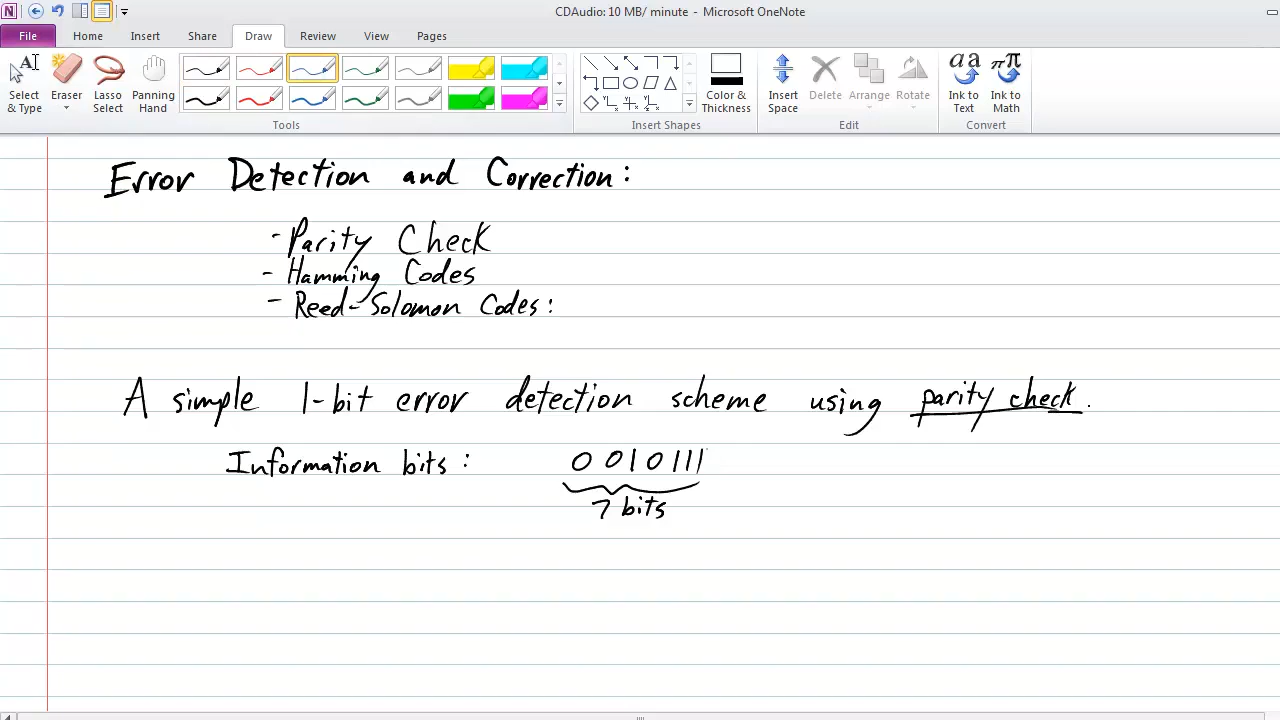 CDAudio: 10 MB/ minute - Microsoft OneNote
File Home Insert Share Draw Review View Pages
Select & Type Eraser Lasso Select Panning Hand Color & Thickness Insert Space Delete Arrange Rotate Ink to Text Ink to Math
Tools Insert Shapes Edit Convert
Error Detection and Correction:
- Parity Check
- Hamming Codes
- Reed-Solomon Codes:
A simple 1-bit error detection scheme using parity check.
Information bits: 0010111
7 bits